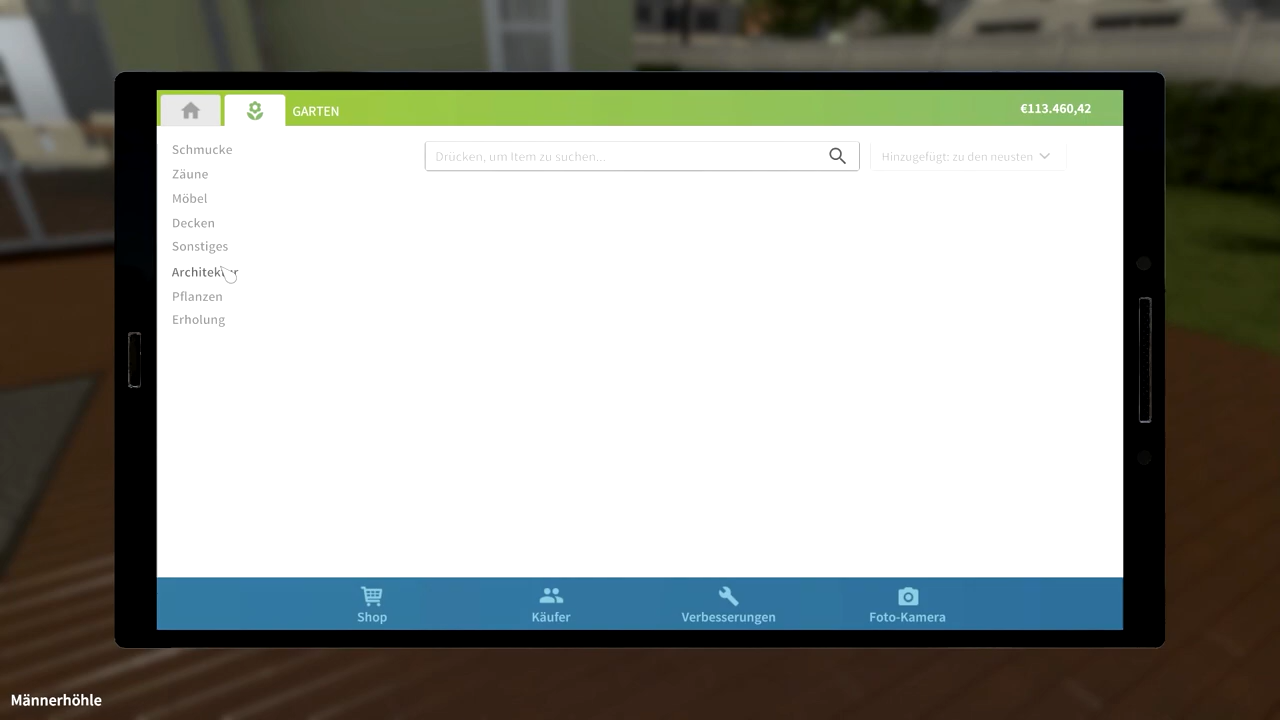 GARTEN
€113.460,42
Schmucke
Zäune
Möbel
Decken
Sonstiges
Architektur
Pflanzen
Erholung
Drücken, um Item zu suchen...
Hinzugefügt: zu den neusten
Shop
Käufer
Verbesserungen
Foto-Kamera
Männerhöhle